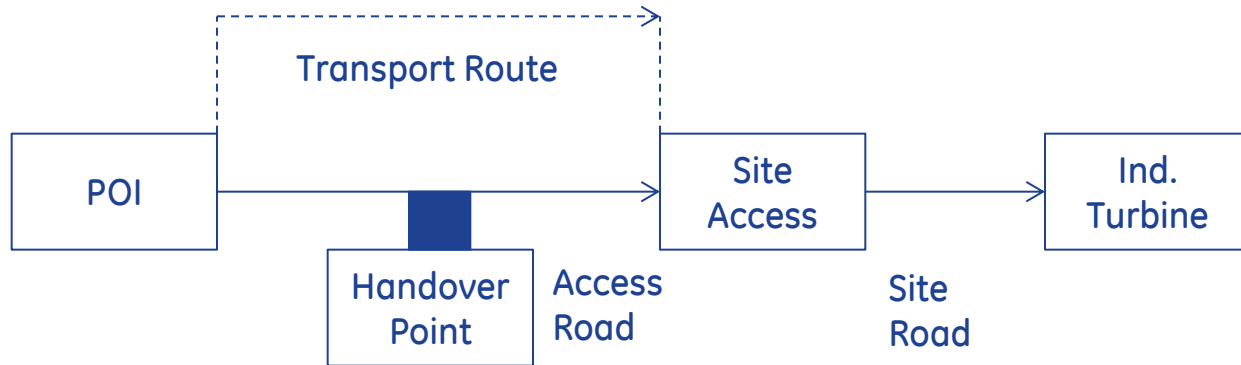 Transport Route
POI
Site
Access
Ind.
Turbine
Handover
Point
Access
Road
Site
Road